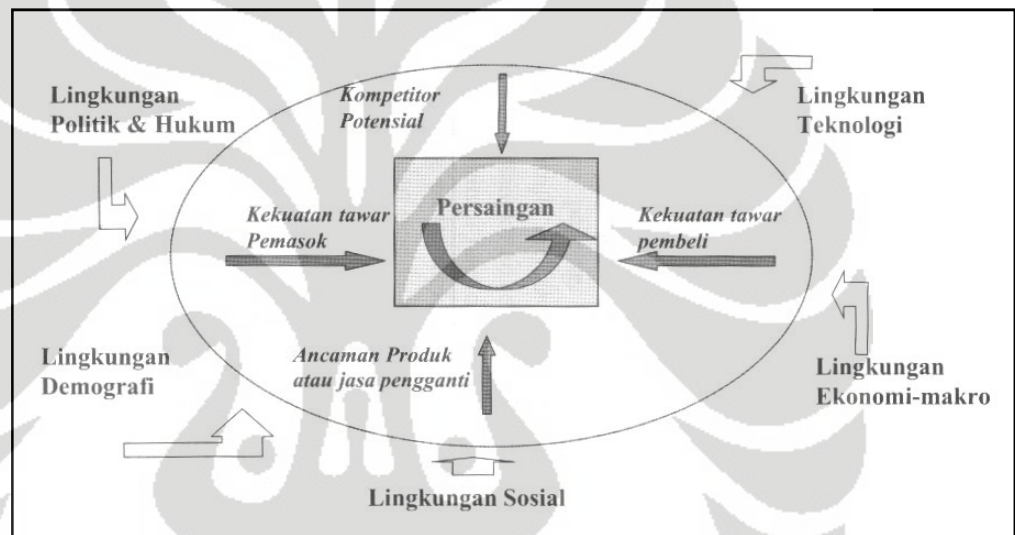 Lingkungan
Politik & Hukum
Kompetitor
Potensial
Lingkungan
Teknologi
Kekuatan tawar
Pemasok
Persaingan
Kekuatan tawar
pembeli
Lingkungan
Demografi
Ancaman Produk
atau jasa pengganti
Lingkungan
Ekonomi-makro
Lingkungan Sosial